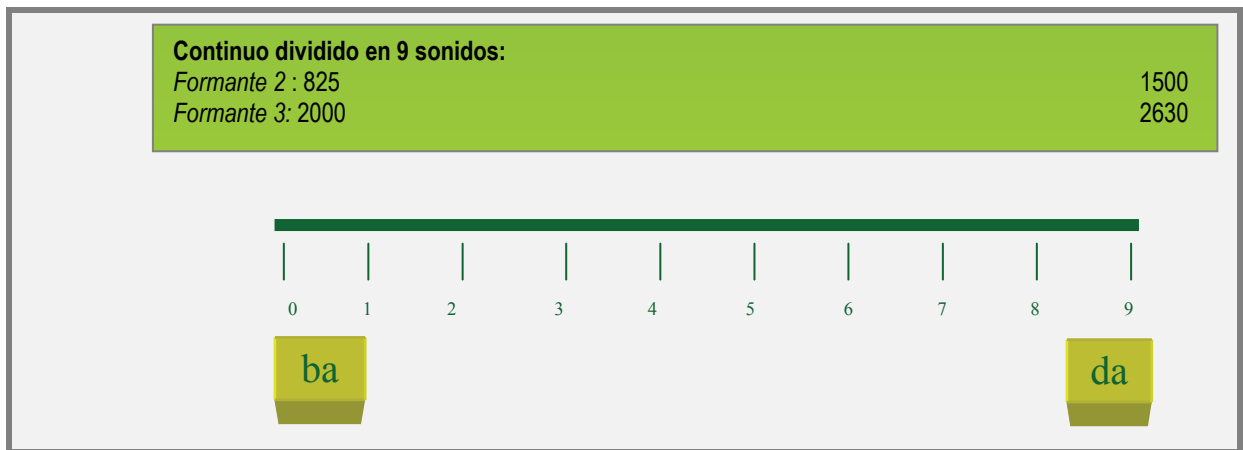 Continuo dividido en 9 sonidos:
Formante 2 : 825 1500
Formante 3: 2000 2630
0 1 2 3 4 5 6 7 8 9
ba da